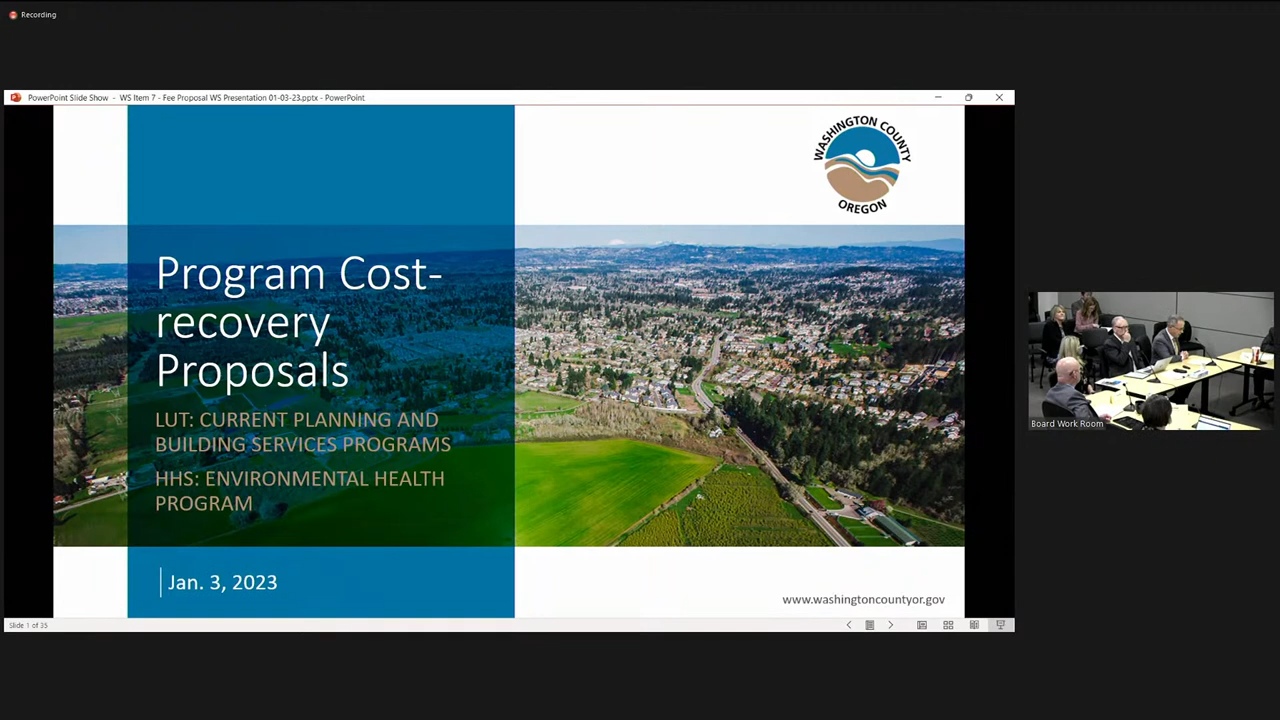 Recording
PowerPoint Slide Show - WS Item 7 - Fee Proposal WS Presentation 01-03-23.pptx - PowerPoint
WASHINGTON COUNTY
OREGON
Program Cost-
recovery
Proposals
LUT: CURRENT PLANNING AND
BUILDING SERVICES PROGRAMS
HHS: ENVIRONMENTAL HEALTH
PROGRAM
Jan. 3, 2023
www.washingtoncountyor.gov
Slide 1 of 35
Board Work Room